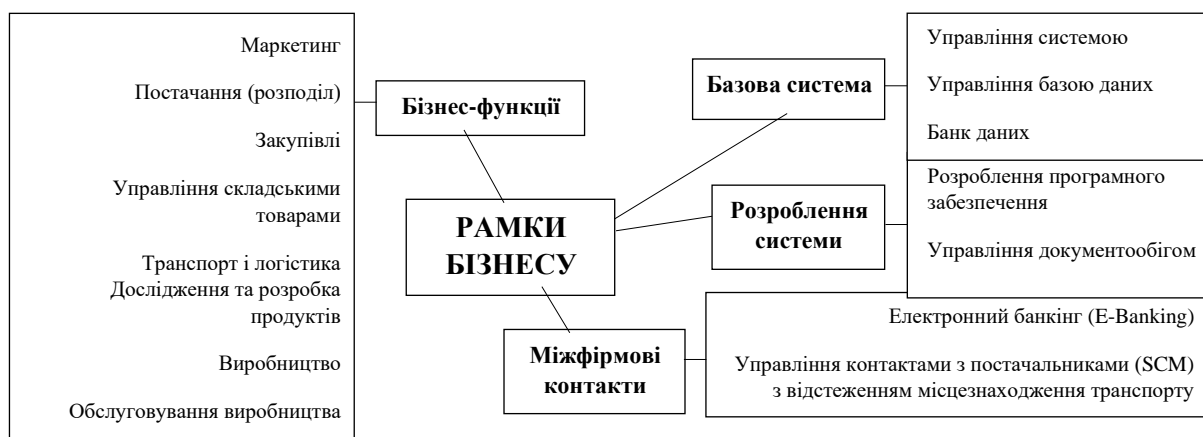 Маркетинг
Постачання (розподіл)
Закупівлі
Управління складськими
товарами
Транспорт і логістика
Дослідження та розробка
продуктів
Виробництво
Обслуговування виробництва
Бізнес-функції
РАМКИ
БІЗНЕСУ
Базова система
Управління системою
Управління базою даних
Банк даних
Розроблення
системи
Розроблення програмного
забезпечення
Управління документообігом
Міжфірмові
контакти
Електронний банкінг (E-Banking)
Управління контактами з постачальниками (SCM)
з відстеженням місцезнаходження транспорту